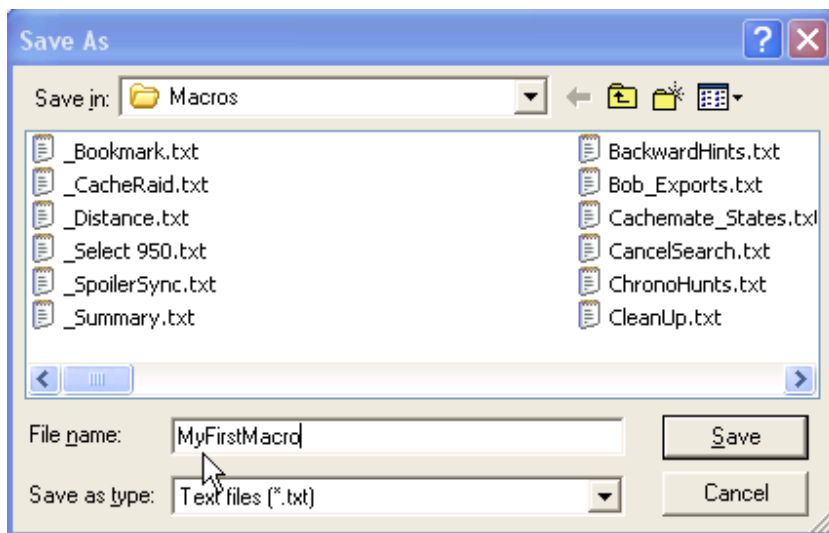 Save As
Save in: Macros
_Bookmark.txt
_CacheRaid.txt
_Distance.txt
_Select 950.txt
_SpoilerSync.txt
_Summary.txt
BackwardHints.txt
Bob_Exports.txt
Cachemate_States.txt
CancelSearch.txt
ChronoHunts.txt
CleanUp.txt
File name: MyFirstMacro
Save
Save as type: Text files (*.txt)
Cancel